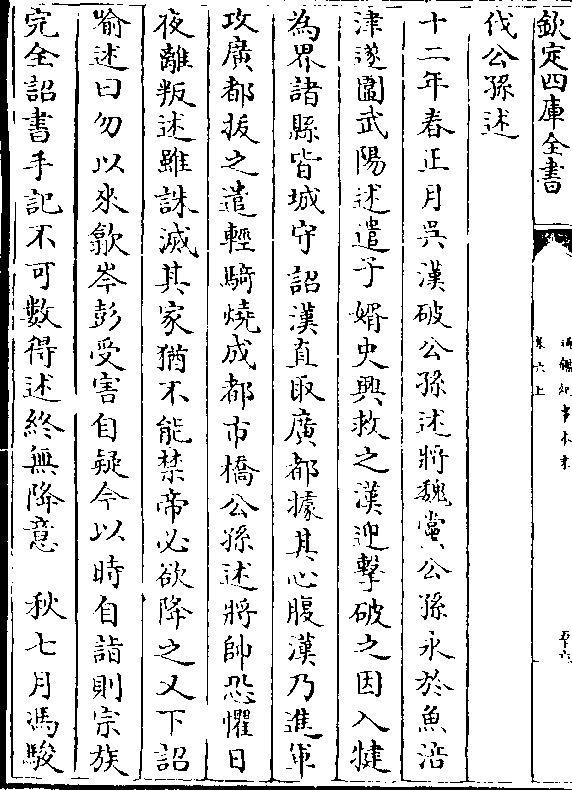 欽定四庫全書
通鑑紀事本末
卷六上
伐公孫述
十二年春正月吳漢破公孫述將魏黨公孫永於魚涪
津遂圍武陽述遣子婿史興救之漢迎擊破之因入犍
為界諸縣皆城守詔漢直取廣都據其心腹漢乃進軍
攻廣都拔之遣輕騎燒成都市橋公孫述將帥恐懼日
夜離叛述雖誅滅其家猶不能禁帝必欲降之又下詔
喻述曰勿以來歙岑彭受害自疑今以時自詣則宗族
完全詔書手記不可數得述終無降意　秋七月馮駿